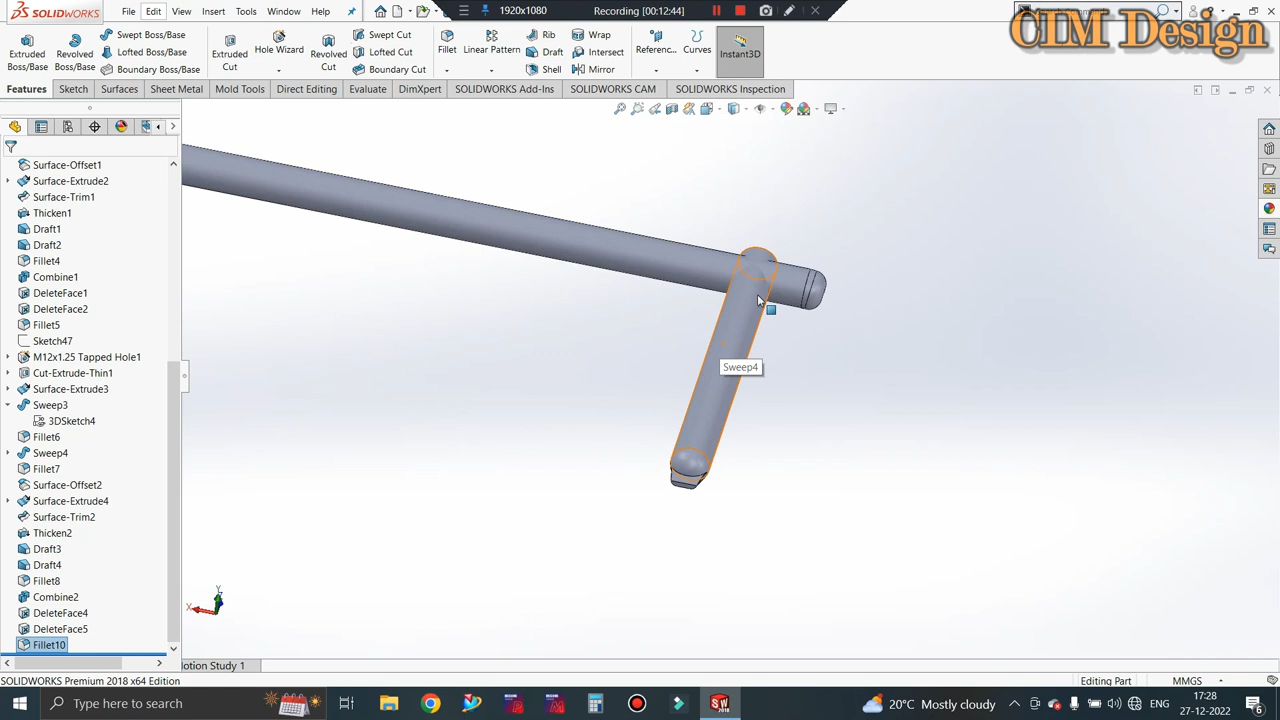 SOLIDWORKS File Edit View Insert Tools Window Help
1920x1080 Recording [00:12:44]
CIM Design
Extruded Boss/Base
Revolved Boss/Base
Swept Boss/Base
Lofted Boss/Base
Boundary Boss/Base
Extruded Cut
Hole Wizard
Revolved Cut
Swept Cut
Lofted Cut
Boundary Cut
Fillet
Linear Pattern
Rib
Draft
Shell
Wrap
Intersect
Mirror
Referenc...
Curves
Instant3D
Features Sketch Surfaces Sheet Metal Mold Tools Direct Editing Evaluate DimXpert SOLIDWORKS Add-Ins SOLIDWORKS CAM SOLIDWORKS Inspection
Surface-Offset1
Surface-Extrude2
Surface-Trim1
Thicken1
Draft1
Draft2
Fillet4
Combine1
DeleteFace1
DeleteFace2
Fillet5
Sketch47
M12x1.25 Tapped Hole1
Cut-Extrude-Thin1
Surface-Extrude3
Sweep3
3DSketch4
Fillet6
Sweep4
Fillet7
Surface-Offset2
Surface-Extrude4
Surface-Trim2
Thicken2
Draft3
Draft4
Fillet8
Combine2
DeleteFace4
DeleteFace5
Fillet10
Sweep4
Y
X
otion Study 1
SOLIDWORKS Premium 2018 x64 Edition
Editing Part
MMGS
Type here to search
20°C Mostly cloudy
ENG
17:28
27-12-2022
6